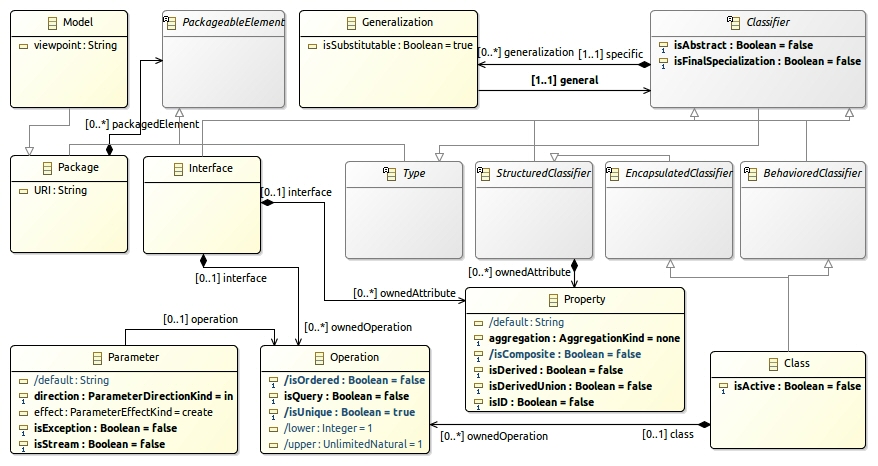 Model
viewpoint : String
PackageableElement
Generalization
isSubstitutable : Boolean = true
Classifier
isAbstract : Boolean = false
isFinalSpecialization : Boolean = false
[0..*] generalization
[1..1] specific
[1..1] general
[0..*] packagedElement
Package
URI : String
Interface
Type
StructuredClassifier
EncapsulatedClassifier
BehavioredClassifier
[0..1] interface
[0..1] interface
[0..*] ownedAttribute
[0..*] ownedAttribute
[0..1] operation
[0..*] ownedOperation
Property
/default : String
aggregation : AggregationKind = none
/isComposite : Boolean = false
isDerived : Boolean = false
isDerivedUnion : Boolean = false
isID : Boolean = false
Parameter
/default : String
direction : ParameterDirectionKind = in
effect : ParameterEffectKind = create
isException : Boolean = false
isStream : Boolean = false
Operation
/isOrdered : Boolean = false
isQuery : Boolean = false
/isUnique : Boolean = true
/lower : Integer = 1
/upper : UnlimitedNatural = 1
Class
isActive : Boolean = false
[0..*] ownedOperation
[0..1] class